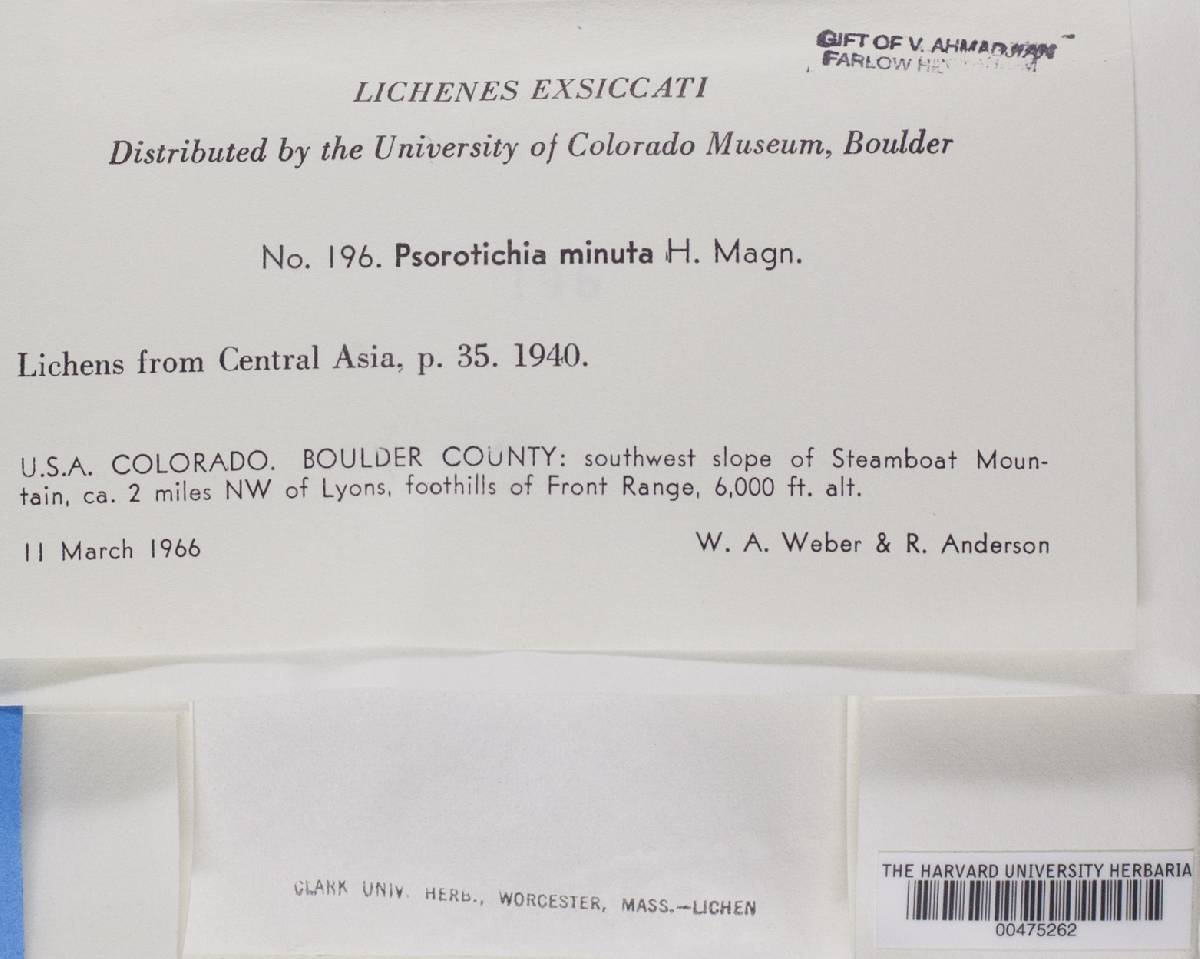 GIFT OF V. AHMADJIAN
FARLOW
LICHENES EXSICCATI
Distributed by the University of Colorado Museum, Boulder
No. 196. Psorotichia minuta H. Magn.
Lichens from Central Asia, p. 35. 1940.
U.S.A. COLORADO. BOULDER COUNTY: southwest slope of Steamboat Moun-
tain, ca. 2 miles NW of Lyons, foothills of Front Range, 6,000 ft. alt.
11 March 1966
W. A. Weber & R. Anderson
CLARK UNIV. HERB., WORCESTER, MASS.—LICHEN
THE HARVARD UNIVERSITY HERBARIA
00475262